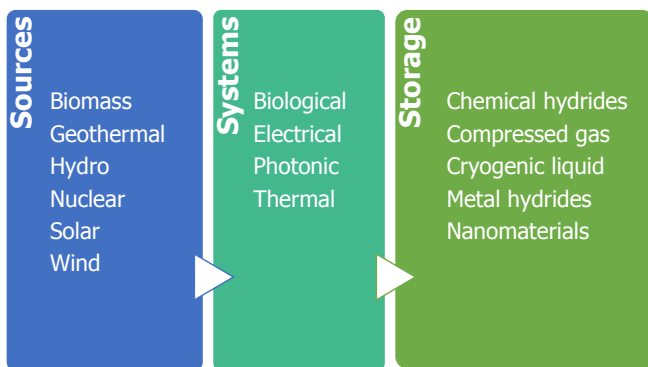 Sources
Biomass
Geothermal
Hydro
Nuclear
Solar
Wind
Systems
Biological
Electrical
Photonic
Thermal
Storage
Chemical hydrides
Compressed gas
Cryogenic liquid
Metal hydrides
Nanomaterials